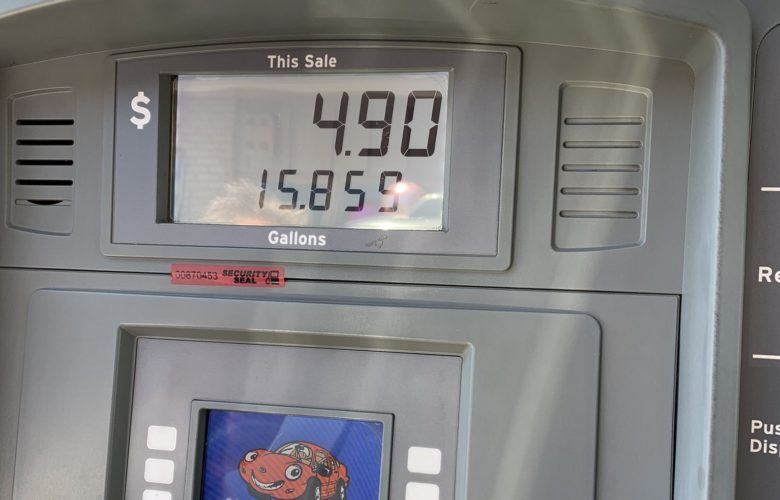 This Sale
$ 4.90
15.859
Gallons
00870453 SECURITY SEAL
Re
Pus
Disp